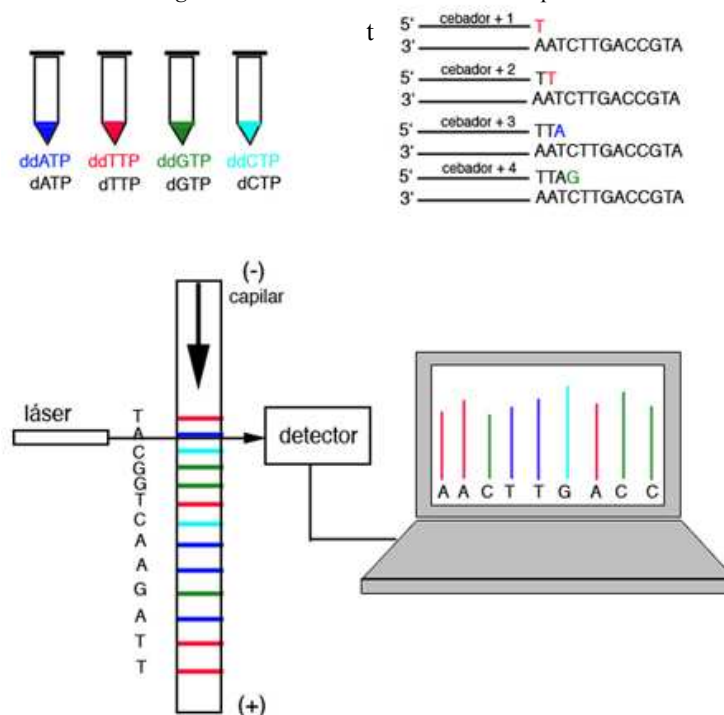 t
ddATP ddTTP ddGTP ddCTP
dATP dTTP dGTP dCTP
5' cebador + 1 T
3' AATCTTGACCGTA
5' cebador + 2 TT
3' AATCTTGACCGTA
5' cebador + 3 TTA
3' AATCTTGACCGTA
5' cebador + 4 TTAG
3' AATCTTGACCGTA
(-)
capilar
láser
T
A
C
G
G
T
C
A
A
G
A
T
T
(+)
detector
A A C T T G A C C